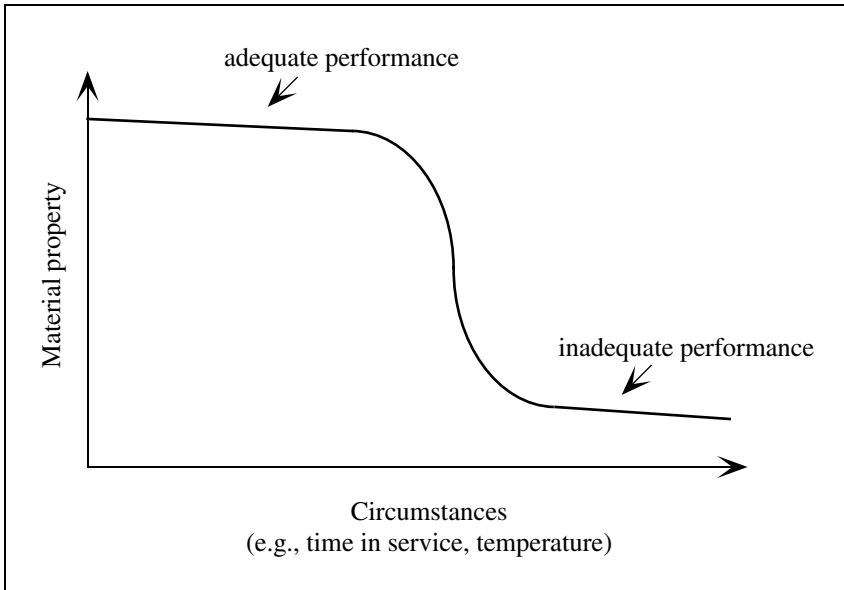 adequate performance
Material property
inadequate performance
Circumstances
(e.g., time in service, temperature)